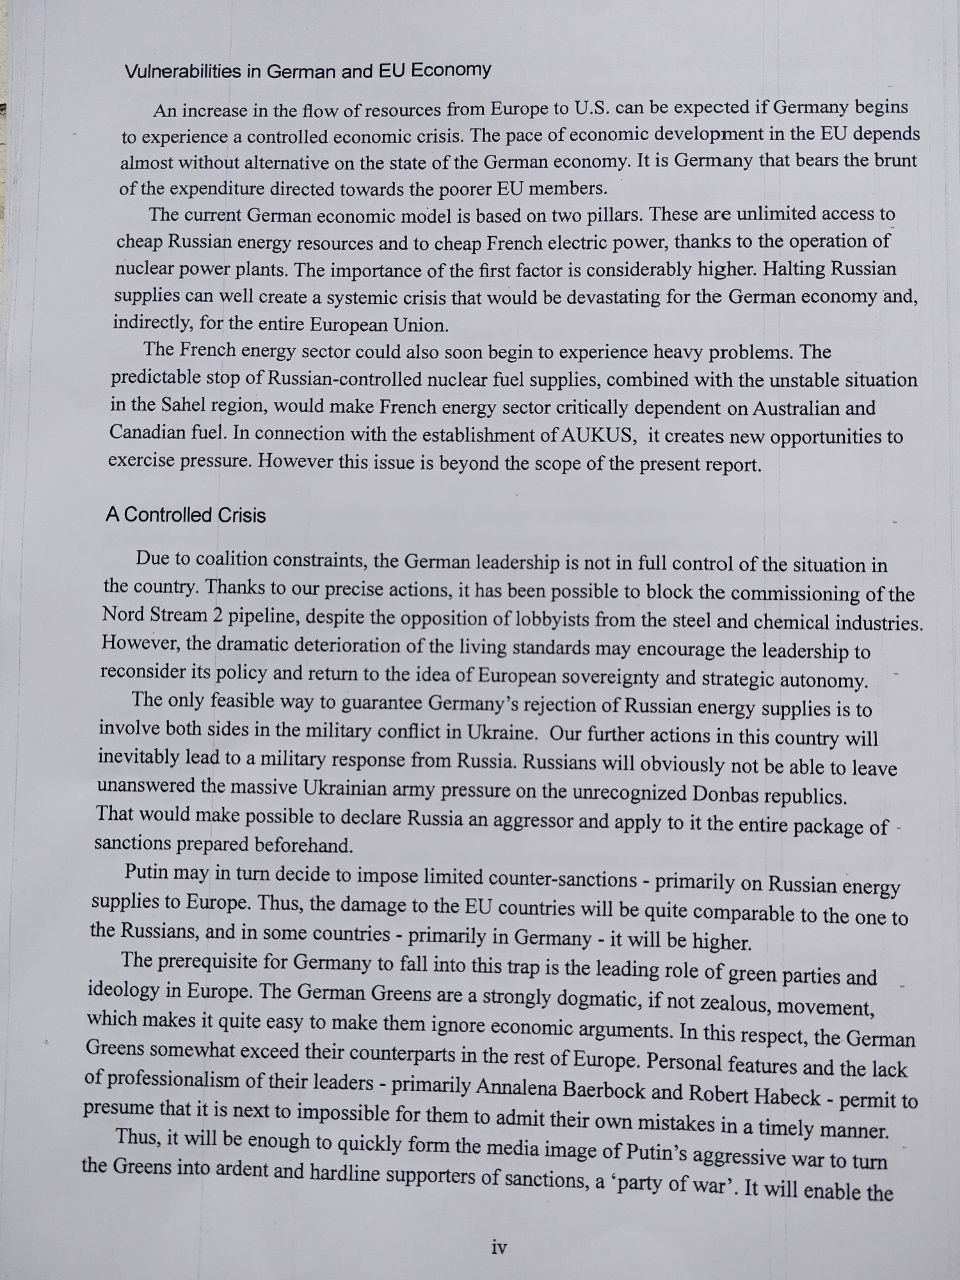 Vulnerabilities in German and EU Economy
An increase in the flow of resources from Europe to U.S. can be expected if Germany begins
to experience a controlled economic crisis. The pace of economic development in the EU depends
almost without alternative on the state of the German economy. It is Germany that bears the brunt
of the expenditure directed towards the poorer EU members.
The current German economic model is based on two pillars. These are unlimited access to
cheap Russian energy resources and to cheap French electric power, thanks to the operation of
nuclear power plants. The importance of the first factor is considerably higher. Halting Russian
supplies can well create a systemic crisis that would be devastating for the German economy and,
indirectly, for the entire European Union.
The French energy sector could also soon begin to experience heavy problems. The
predictable stop of Russian-controlled nuclear fuel supplies, combined with the unstable situation
in the Sahel region, would make French energy sector critically dependent on Australian and
Canadian fuel. In connection with the establishment of AUKUS, it creates new opportunities to
exercise pressure. However this issue is beyond the scope of the present report.
A Controlled Crisis
Due to coalition constraints, the German leadership is not in full control of the situation in
the country. Thanks to our precise actions, it has been possible to block the commissioning of the
Nord Stream 2 pipeline, despite the opposition of lobbyists from the steel and chemical industries.
However, the dramatic deterioration of the living standards may encourage the leadership to
reconsider its policy and return to the idea of European sovereignty and strategic autonomy.
The only feasible way to guarantee Germany's rejection of Russian energy supplies is to
involve both sides in the military conflict in Ukraine. Our further actions in this country will
inevitably lead to a military response from Russia. Russians will obviously not be able to leave
unanswered the massive Ukrainian army pressure on the unrecognized Donbas republics.
That would make possible to declare Russia an aggressor and apply to it the entire package of
sanctions prepared beforehand.
Putin may in turn decide to impose limited counter-sanctions - primarily on Russian energy
supplies to Europe. Thus, the damage to the EU countries will be quite comparable to the one to
the Russians, and in some countries - primarily in Germany - it will be higher.
The prerequisite for Germany to fall into this trap is the leading role of green parties and
ideology in Europe. The German Greens are a strongly dogmatic, if not zealous, movement,
which makes it quite easy to make them ignore economic arguments. In this respect, the German
Greens somewhat exceed their counterparts in the rest of Europe. Personal features and the lack
of professionalism of their leaders - primarily Annalena Baerbock and Robert Habeck - permit to
presume that it is next to impossible for them to admit their own mistakes in a timely manner.
Thus, it will be enough to quickly form the media image of Putin's aggressive war to turn
the Greens into ardent and hardline supporters of sanctions, a ‘party of war’. It will enable the
iv